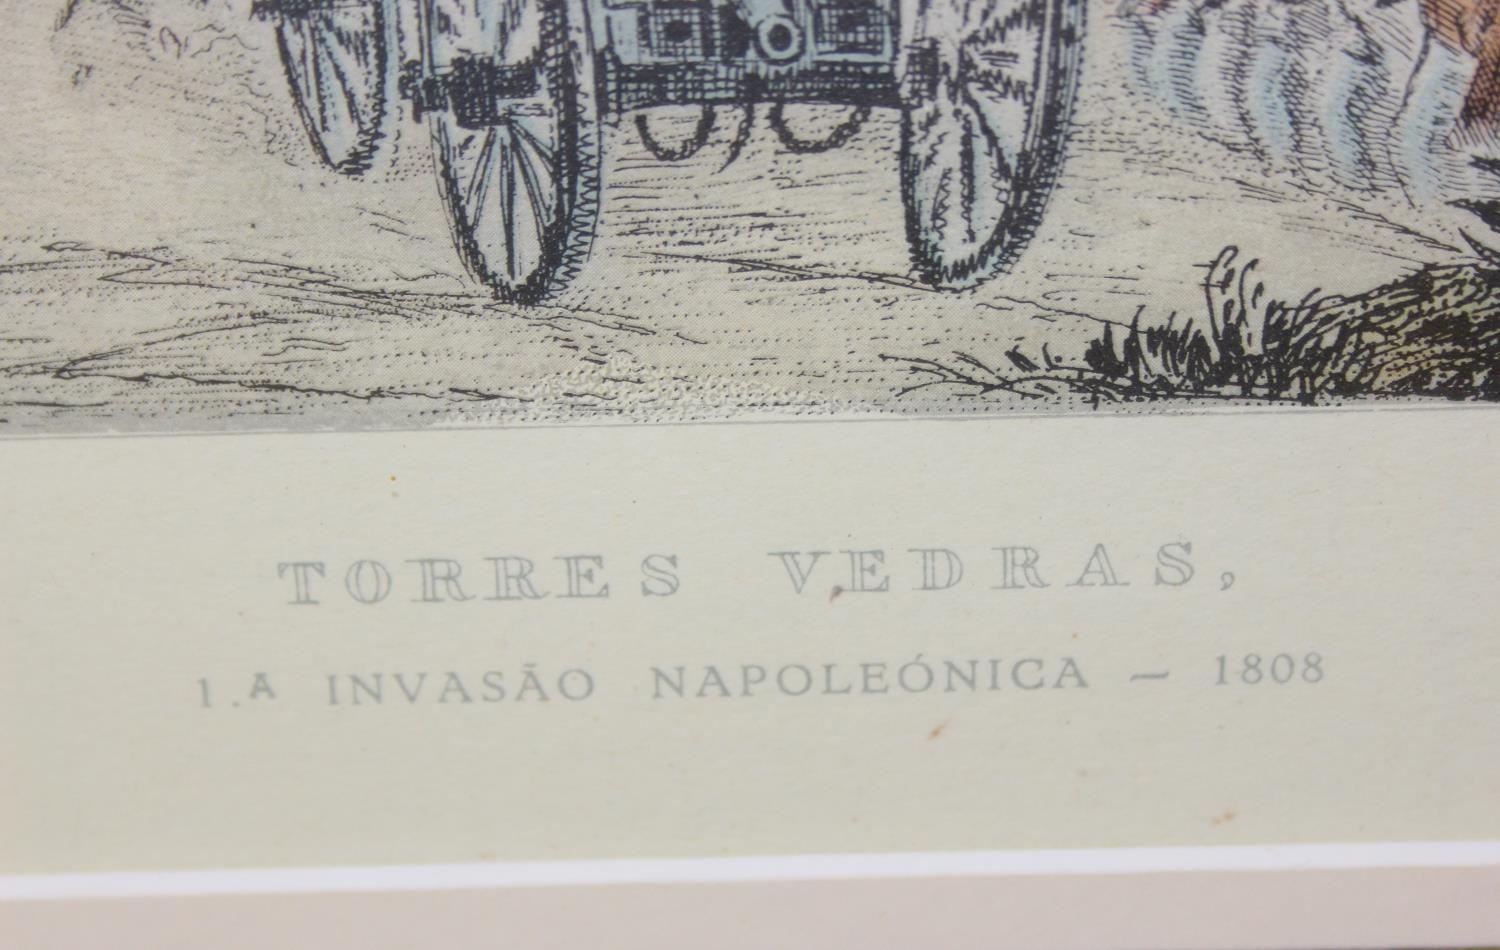 TORRES VEDRAS,
1.A INVASÃO NAPOLEÓNICA – 1808